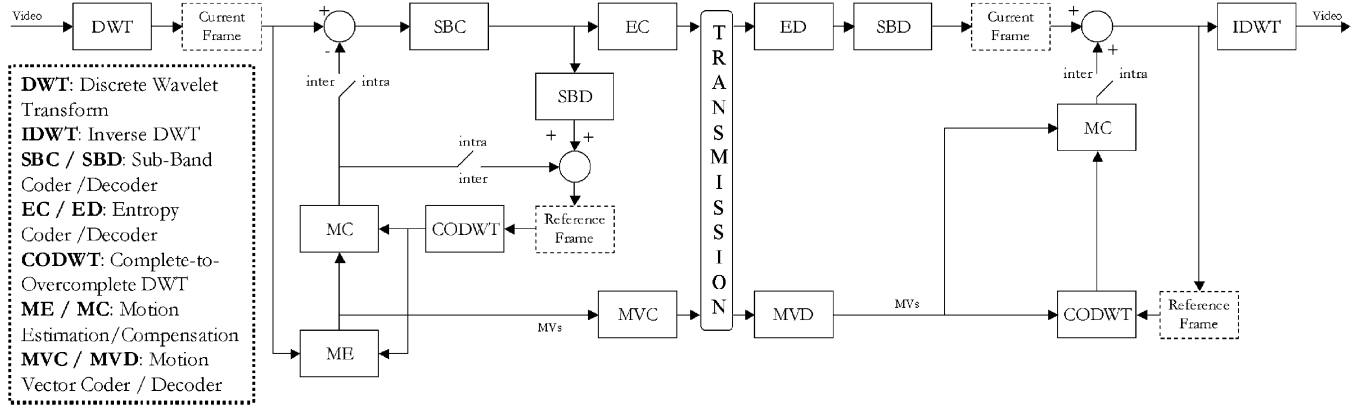 Video
DWT
Current
Frame
+
-
SBC
EC
TRANSMISSION
ED
SBD
Current
Frame
+
+
IDWT
Video
inter
intra
SBD
+
+
intra
inter
MC
CODWT
Reference
Frame
ME
MVs
MVC
MVD
MVs
inter
intra
MC
CODWT
Reference
Frame
DWT: Discrete Wavelet
Transform
IDWT: Inverse DWT
SBC / SBD: Sub-Band
Coder /Decoder
EC / ED: Entropy
Coder /Decoder
CODWT: Complete-to-
Overcomplete DWT
ME / MC: Motion
Estimation/Compensation
MVC / MVD: Motion
Vector Coder / Decoder